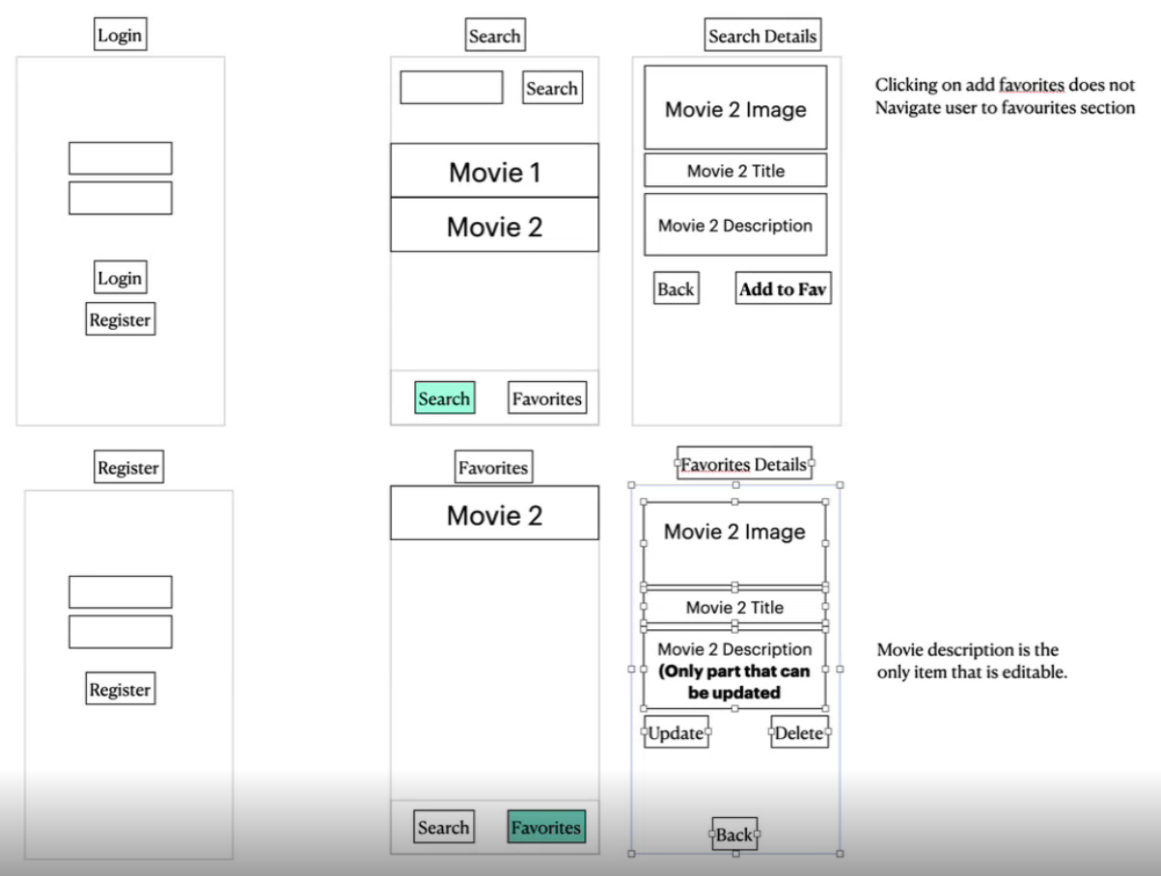 Login
Login
Register
Search
Search
Movie 1
Movie 2
Search
Favorites
Search Details
Movie 2 Image
Movie 2 Title
Movie 2 Description
Back
Add to Fav
Clicking on add favorites does not
Navigate user to favourites section
Register
Register
Favorites
Movie 2
Search
Favorites
Favorites Details
Movie 2 Image
Movie 2 Title
Movie 2 Description
(Only part that can
be updated
Update
Delete
Back
Movie description is the
only item that is editable.